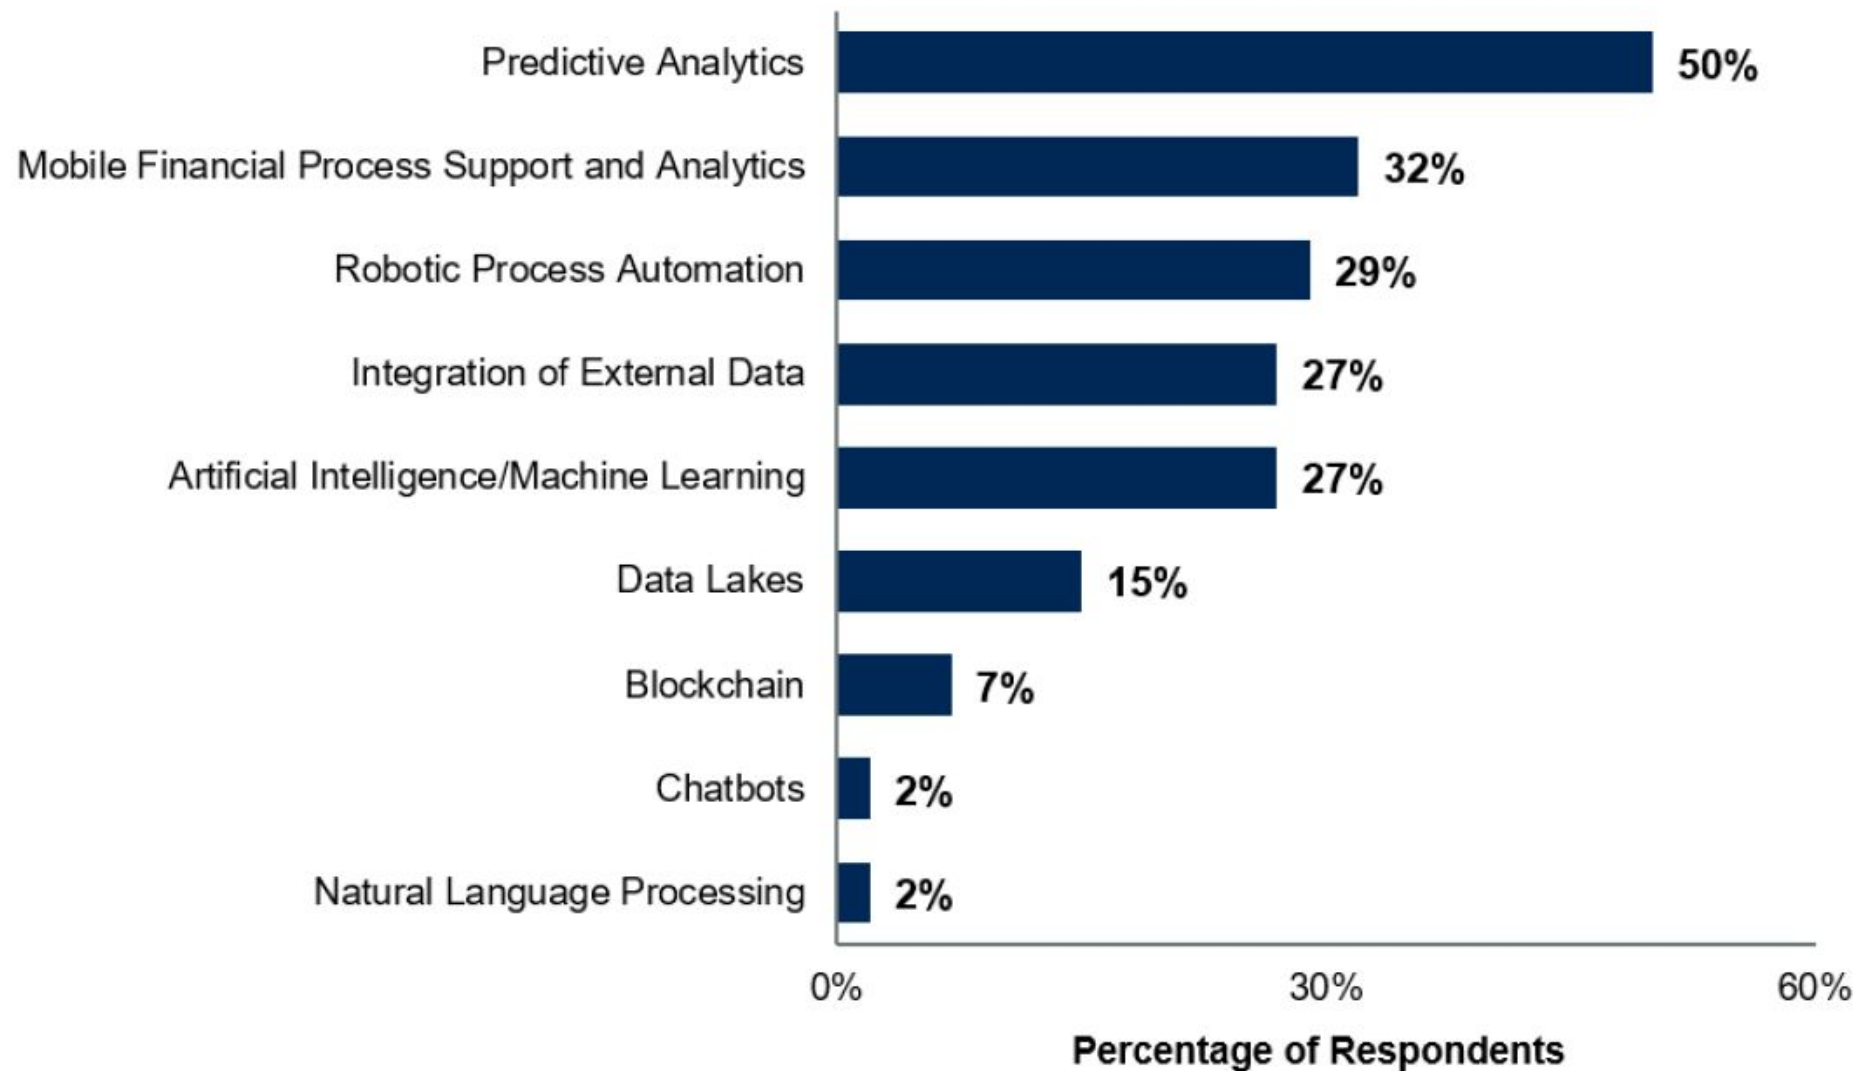 Predictive Analytics 50%
Mobile Financial Process Support and Analytics 32%
Robotic Process Automation 29%
Integration of External Data 27%
Artificial Intelligence/Machine Learning 27%
Data Lakes 15%
Blockchain 7%
Chatbots 2%
Natural Language Processing 2%
0% 30% 60%
Percentage of Respondents